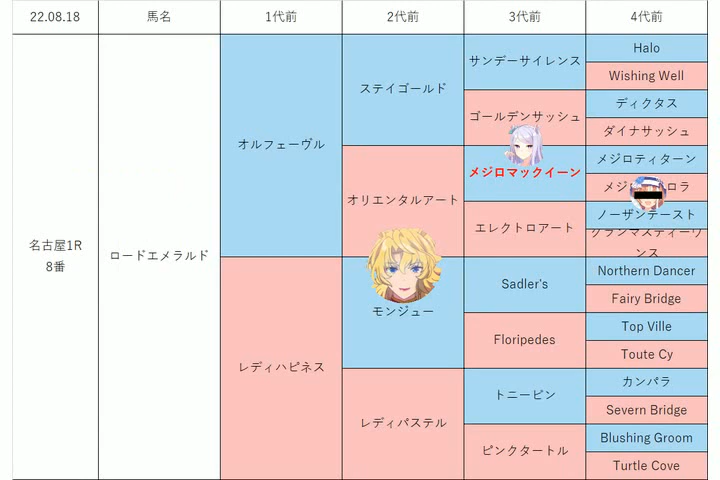 22.08.18 馬名 1代前 2代前 3代前 4代前
名古屋1R
8番
ロードエメラルド
オルフェーヴル
レディハピネス
ステイゴールド
オリエンタルアート
モンジュー
レディパステル
サンデーサイレンス
ゴールデンサッシュ
メジロマックイーン
エレクトロアート
Sadler's
Floripedes
トニービン
ピンクタートル
Halo
Wishing Well
ディクタス
ダイナサッシュ
メジロティターン
ノーザンテースト
Northern Dancer
Fairy Bridge
Top Ville
Toute Cy
カンパラ
Severn Bridge
Blushing Groom
Turtle Cove